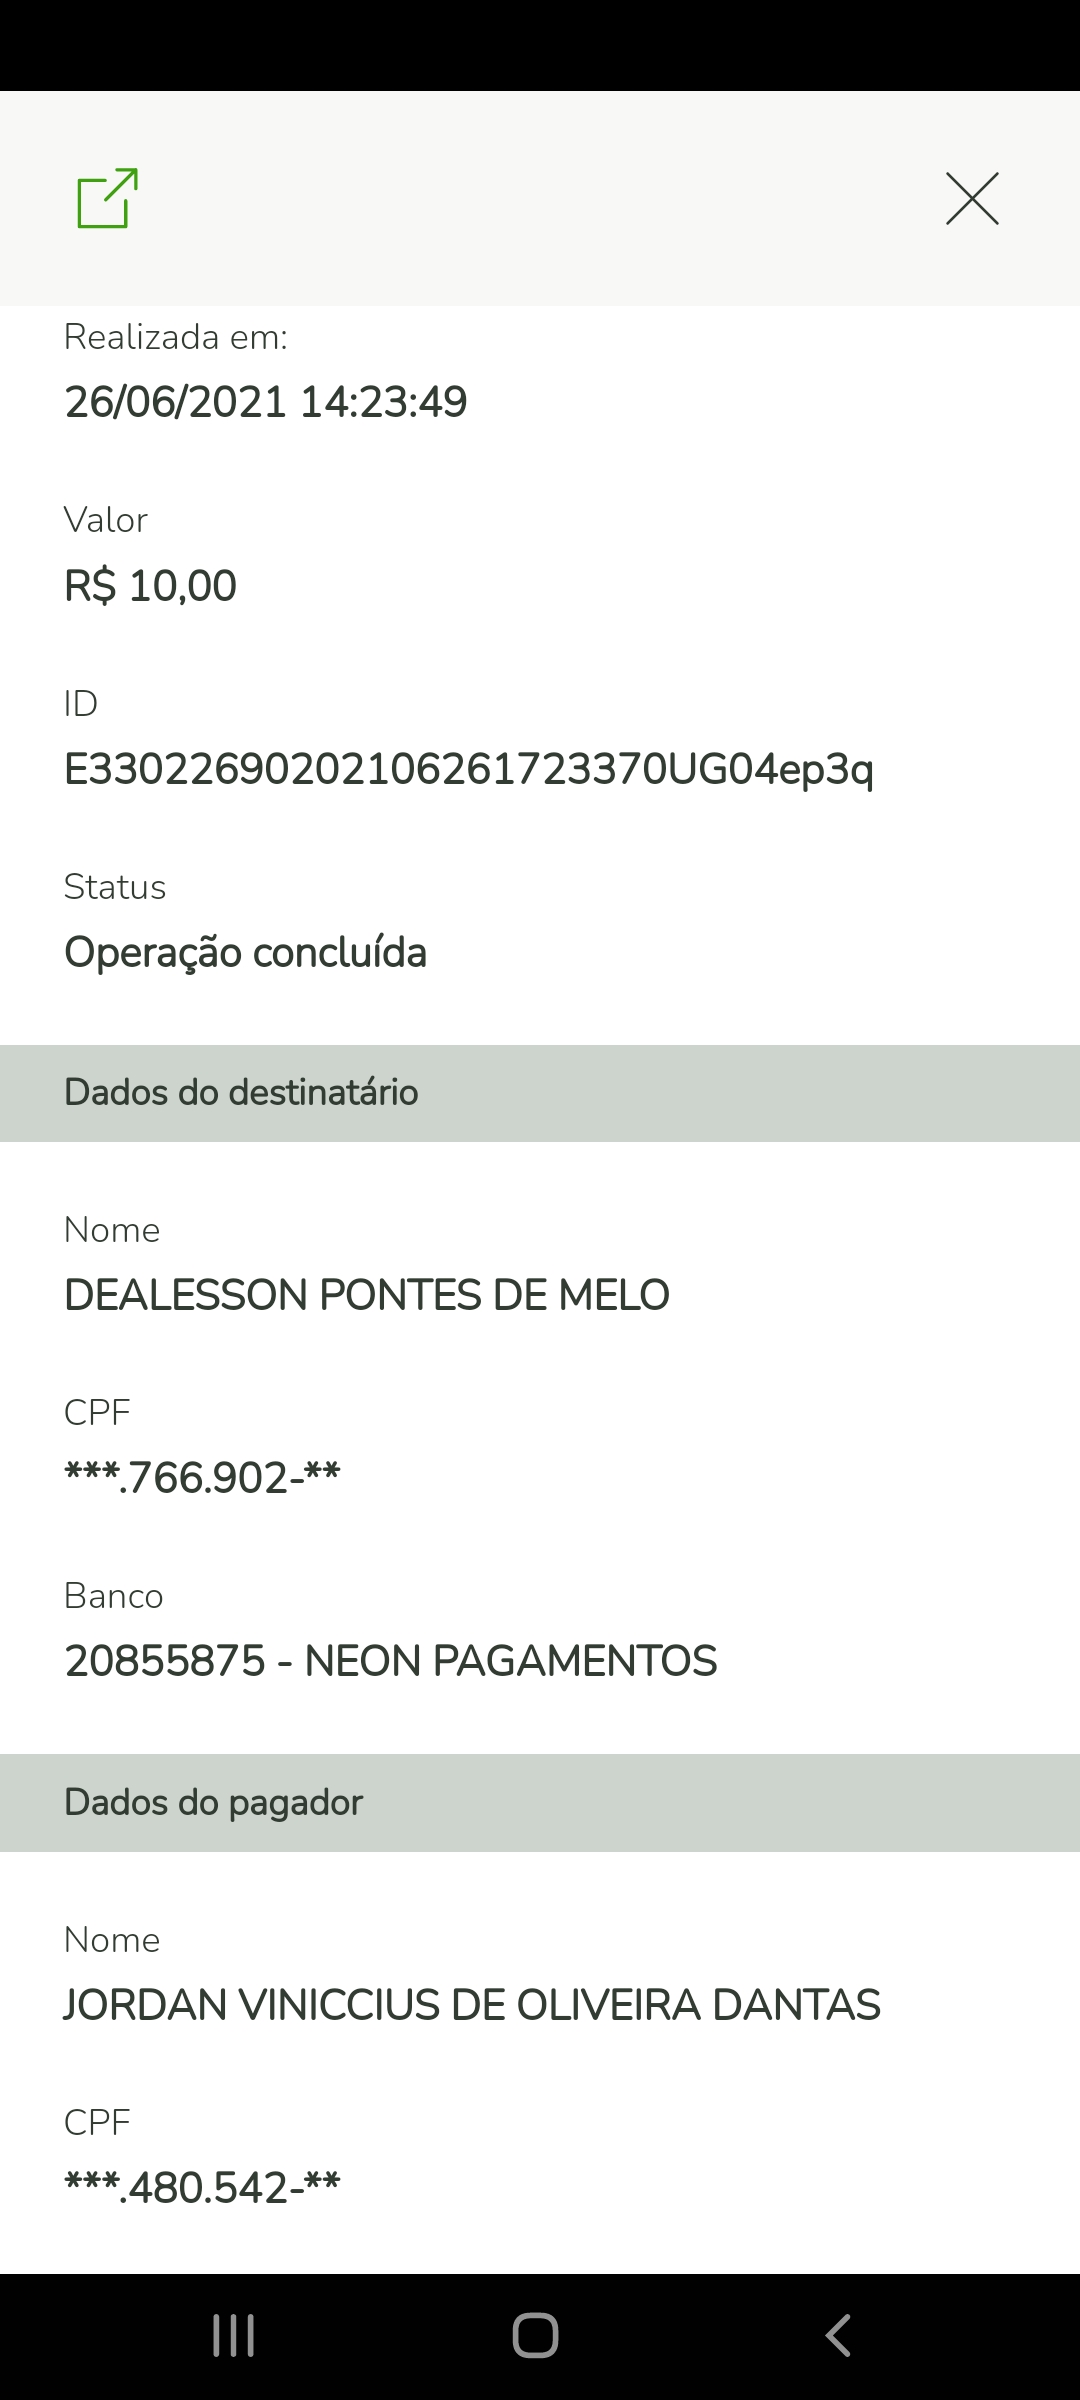 Realizada em:
26/06/2021 14:23:49
Valor
R$ 10,00
ID
E33022690202106261723370UG04ep3q
Status
Operação concluída
Dados do destinatário
Nome
DEALESSON PONTES DE MELO
CPF
***.766.902-**
Banco
20855875 - NEON PAGAMENTOS
Dados do pagador
Nome
JORDAN VINICCIUS DE OLIVEIRA DANTAS
CPF
***.480.542-**